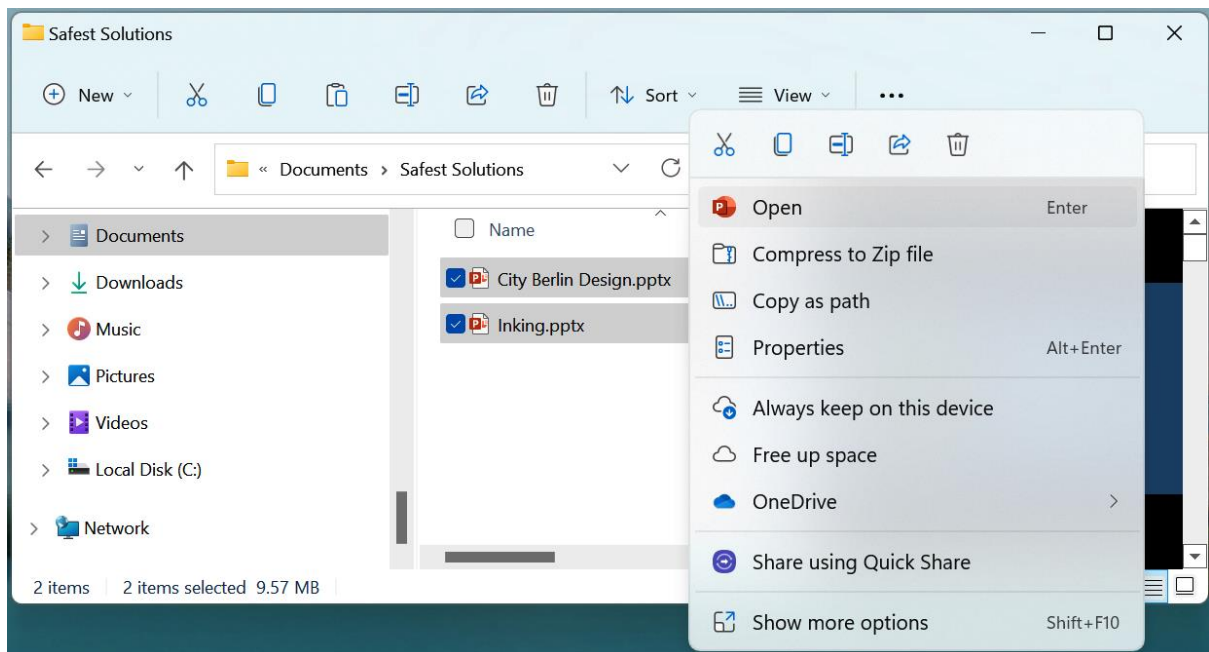 Safest Solutions
New Sort View
« Documents > Safest Solutions
Documents
Downloads
Music
Pictures
Videos
Local Disk (C:)
Network
Name
City Berlin Design.pptx
Inking.pptx
Open Enter
Compress to Zip file
Copy as path
Properties Alt+Enter
Always keep on this device
Free up space
OneDrive
Share using Quick Share
Show more options Shift+F10
2 items 2 items selected 9.57 MB